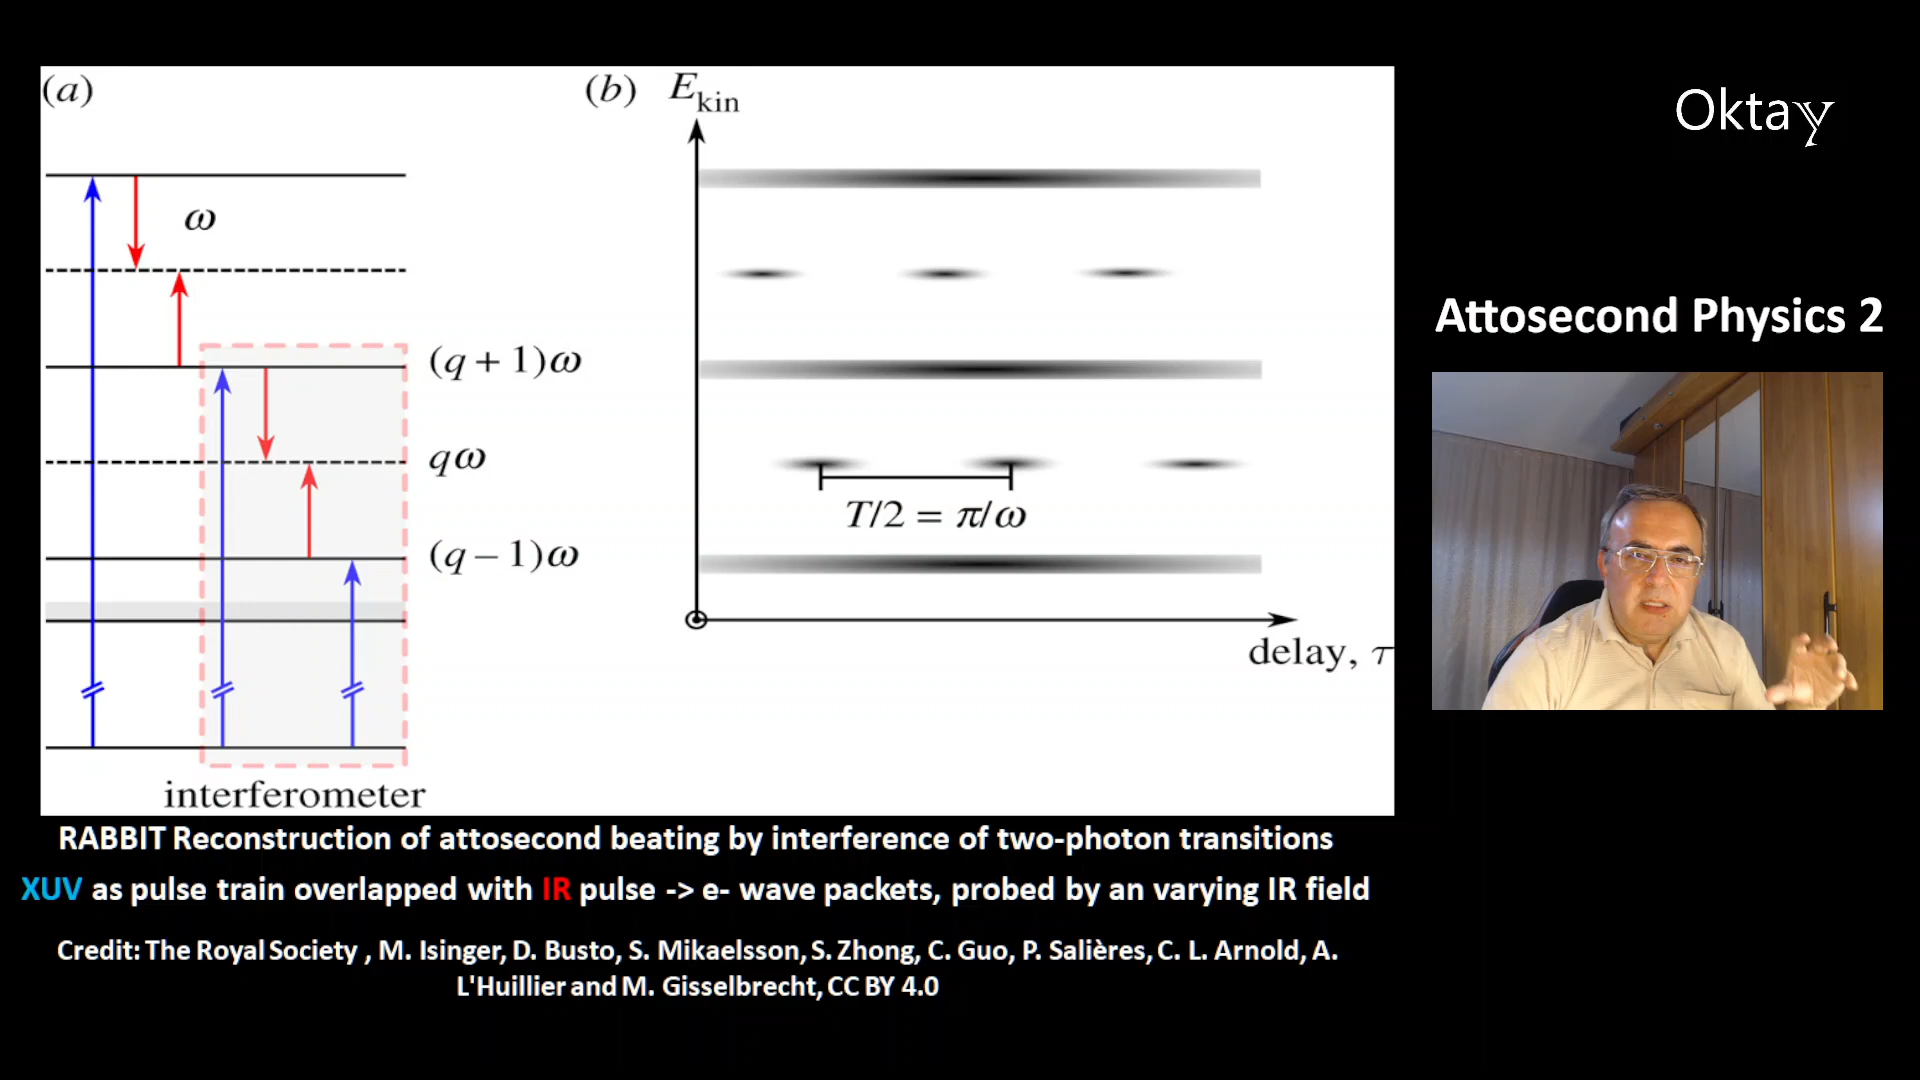 (a)
(b)
E_kin
Oktay
ω
Attosecond Physics 2
(q + 1)ω
qω
T/2 = π/ω
(q − 1)ω
delay, τ
interferometer
RABBIT Reconstruction of attosecond beating by interference of two-photon transitions
XUV as pulse train overlapped with IR pulse -> e- wave packets, probed by an varying IR field
Credit: The Royal Society , M. Isinger, D. Busto, S. Mikaelsson, S. Zhong, C. Guo, P. Salières, C. L. Arnold, A.
L'Huillier and M. Gisselbrecht, CC BY 4.0